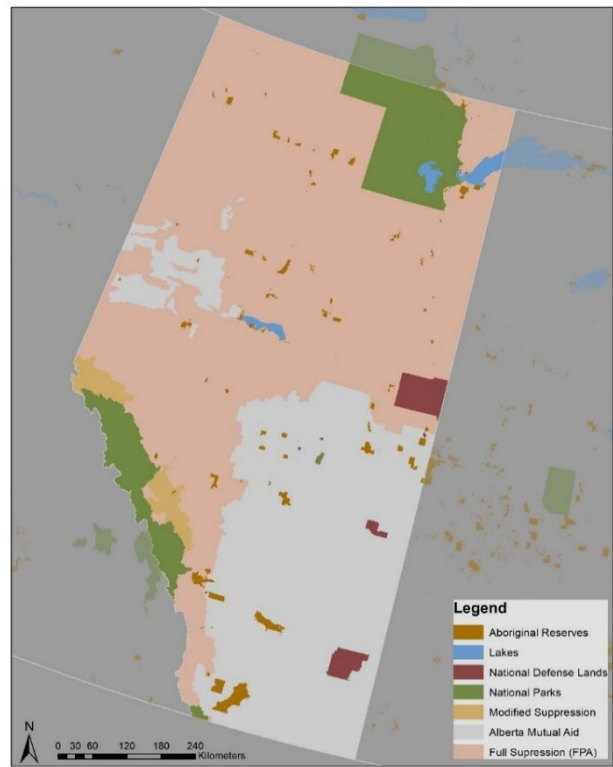 Legend
Aboriginal Reserves
Lakes
National Defense Lands
National Parks
Modified Suppression
Alberta Mutual Aid
Full Supression (FPA)
N
0 30 60 120 180 240
Kilometers